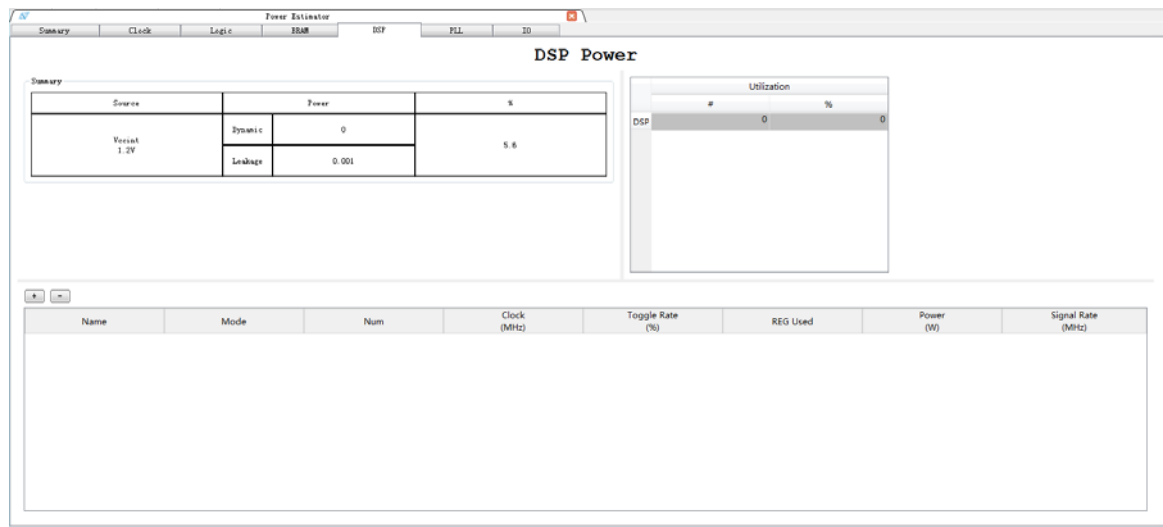 Power Estimator
Summary Clock Logic BRAM DSP PLL IO
DSP Power
Summary
Source Power %
Vccint
1.2V
Dynamic 0
Leakage 0.001
5.6
Utilization
# %
DSP 0 0
+ -
Name Mode Num Clock (MHz) Toggle Rate (%) REG Used Power (W) Signal Rate (MHz)